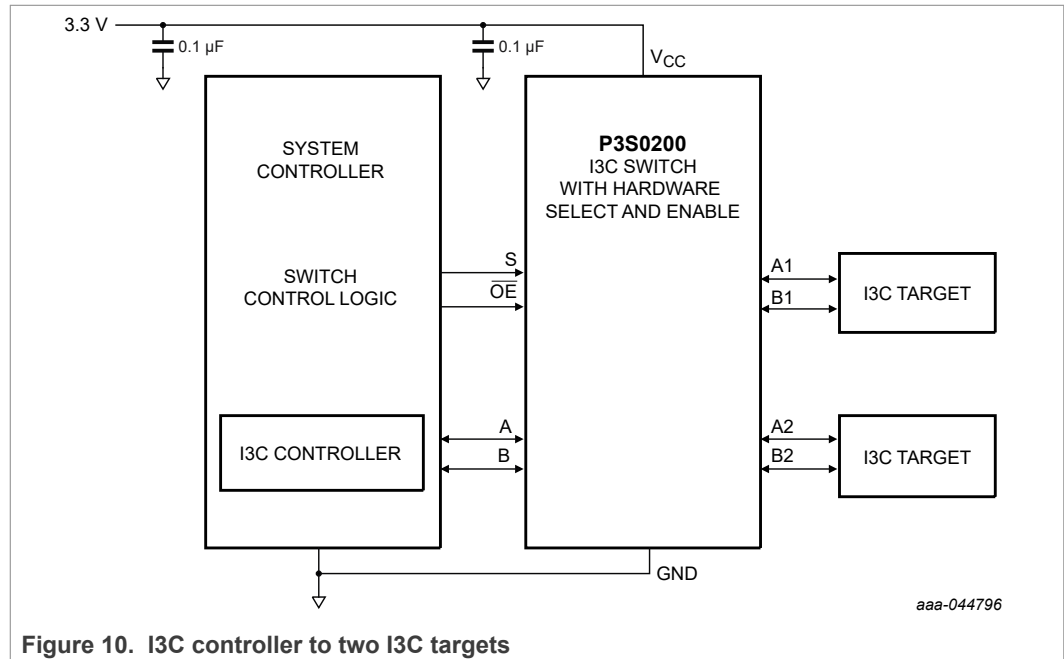 3.3 V
0.1 µF
0.1 µF
VCC
SYSTEM
CONTROLLER
P3S0200
I3C SWITCH
WITH HARDWARE
SELECT AND ENABLE
S
SWITCH
CONTROL LOGIC
OE
A1
B1
I3C TARGET
I3C CONTROLLER
A
B
A2
B2
I3C TARGET
GND
aaa-044796
Figure 10. I3C controller to two I3C targets